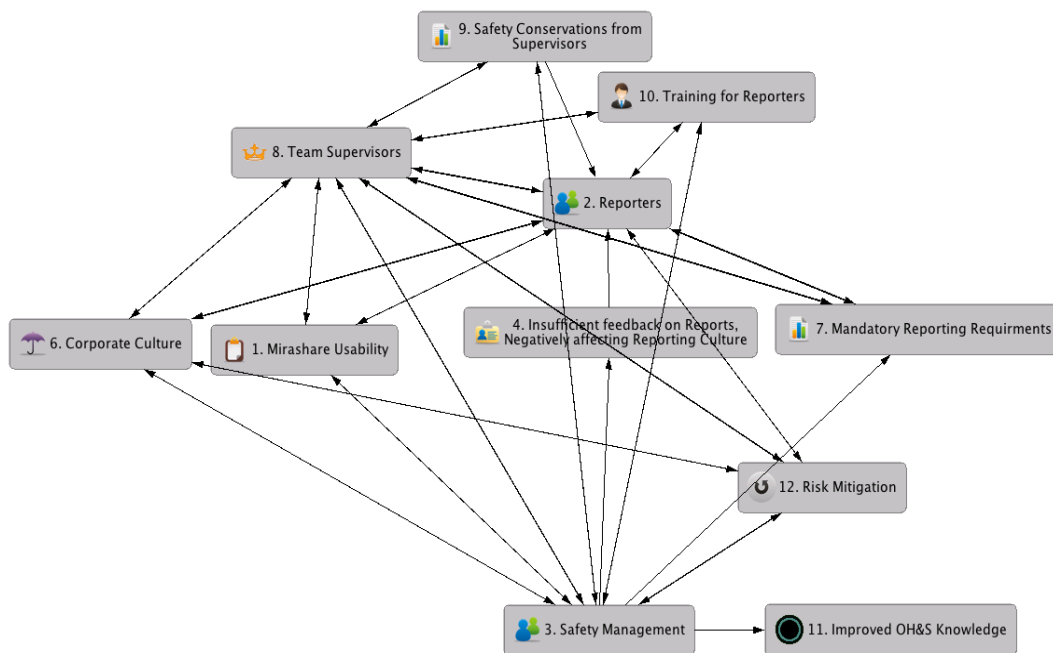 9. Safety Conservations from
Supervisors
10. Training for Reporters
8. Team Supervisors
2. Reporters
6. Corporate Culture
1. Mirashare Usability
4. Insufficient feedback on Reports,
Negatively affecting Reporting Culture
7. Mandatory Reporting Requirments
12. Risk Mitigation
3. Safety Management
11. Improved OH&S Knowledge